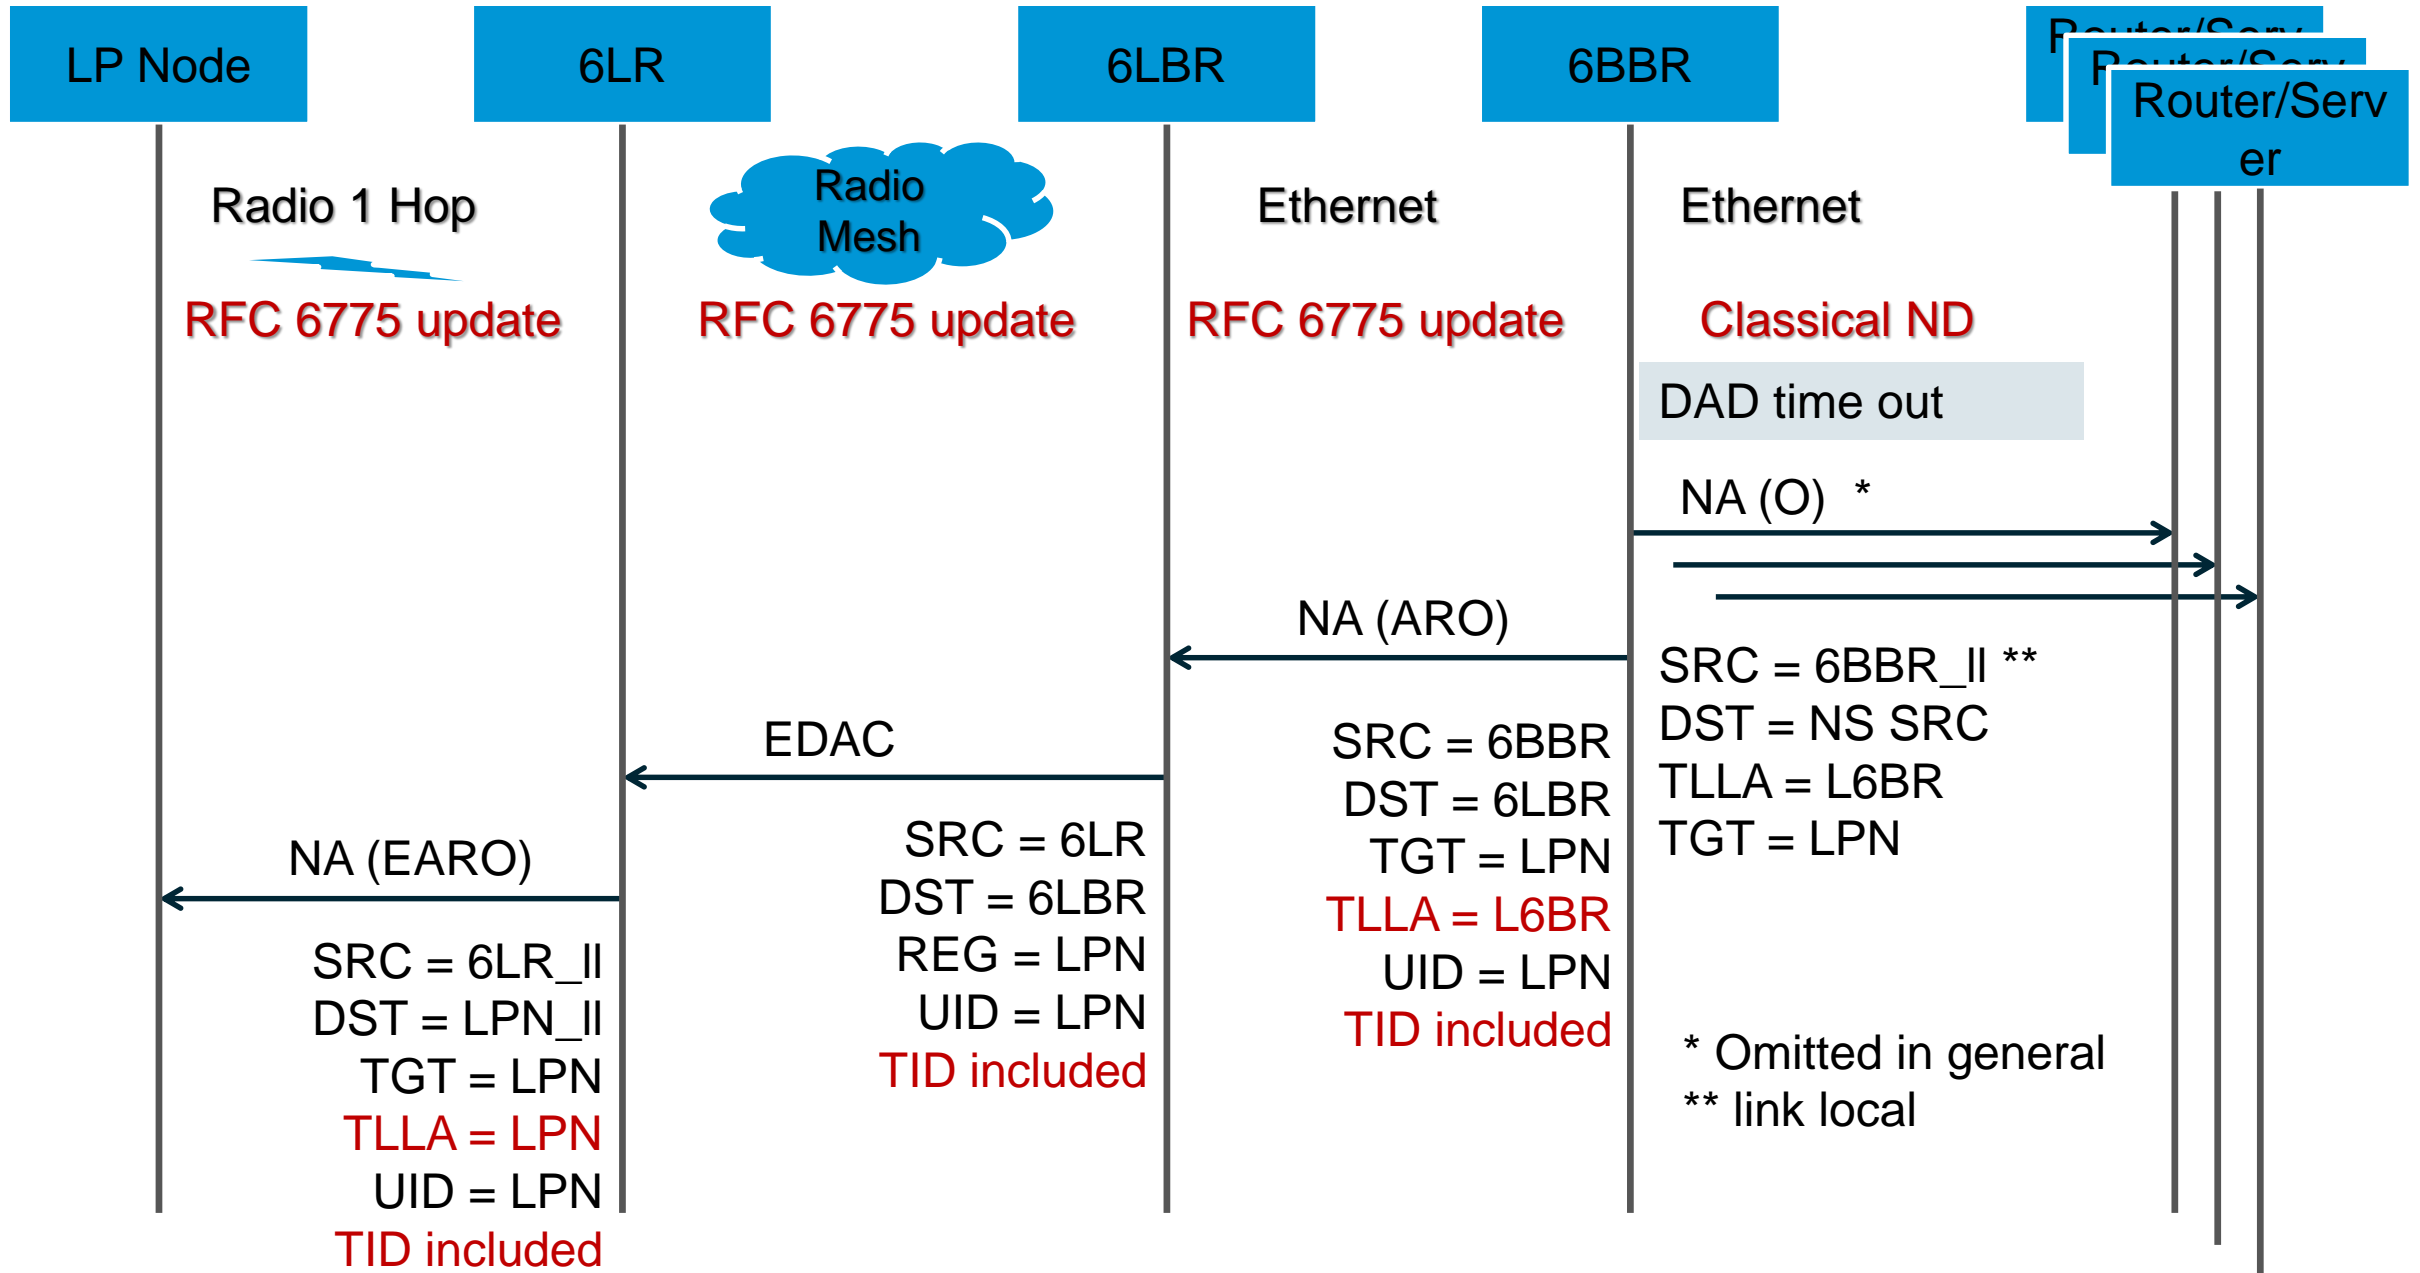 LP Node
6LR
6LBR
6BBR
Router/Serv
Router/Serv
Router/Serv
er
Radio 1 Hop
Radio
Mesh
Ethernet
Ethernet
RFC 6775 update
RFC 6775 update
RFC 6775 update
Classical ND
DAD time out
NA (O) *
NA (ARO)
SRC = 6BBR_ll **
DST = NS SRC
TLLA = L6BR
TGT = LPN
EDAC
SRC = 6BBR
DST = 6LBR
TGT = LPN
TLLA = L6BR
UID = LPN
TID included
NA (EARO)
SRC = 6LR
DST = 6LBR
REG = LPN
UID = LPN
TID included
SRC = 6LR_ll
DST = LPN_ll
TGT = LPN
TLLA = LPN
UID = LPN
TID included
* Omitted in general
** link local